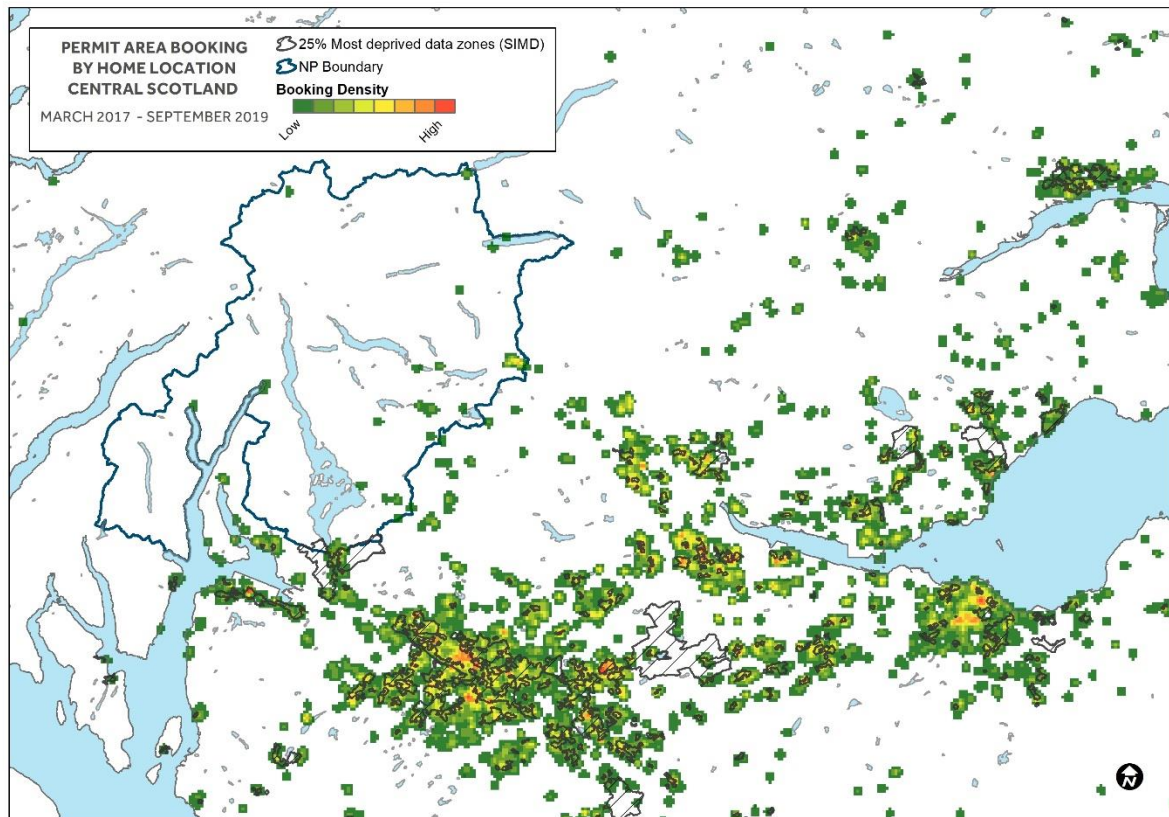 PERMIT AREA BOOKING
BY HOME LOCATION
CENTRAL SCOTLAND
MARCH 2017 - SEPTEMBER 2019
25% Most deprived data zones (SIMD)
NP Boundary
Booking Density
Low
High
N